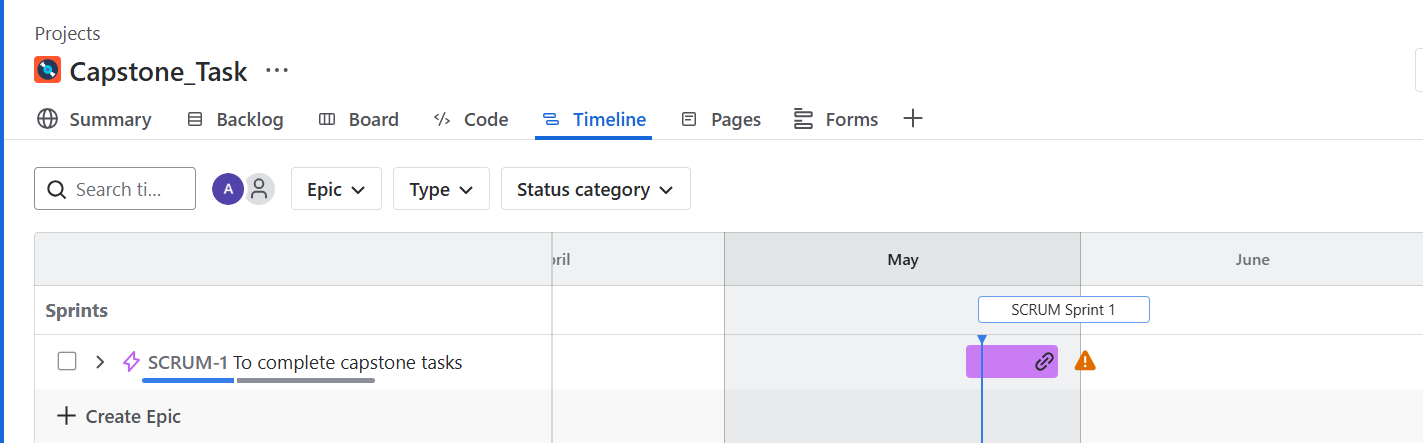 Projects
Capstone_Task
Summary Backlog Board Code Timeline Pages Forms
Search ti... A Epic Type Status category
pril May June
Sprints
SCRUM Sprint 1
SCRUM-1 To complete capstone tasks
Create Epic